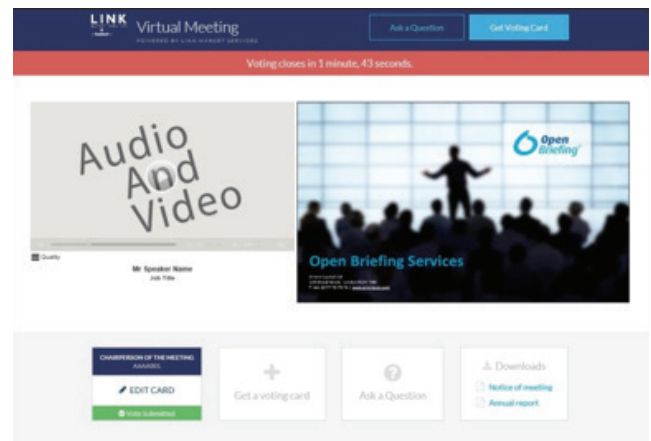 LINK
Virtual Meeting
POWERED BY LINK MARKET SERVICES
Ask a Question
Get Voting Card
Voting closes in 1 minute, 43 seconds.
Audio
And
Video
Quality
Mr Speaker Name
Job Title
Open
Briefing
Open Briefing Services
CHAIRPERSON OF THE MEETING
EDIT CARD
Vote Submitted
Get a voting card
Ask a Question
Downloads
Notice of meeting
Annual report